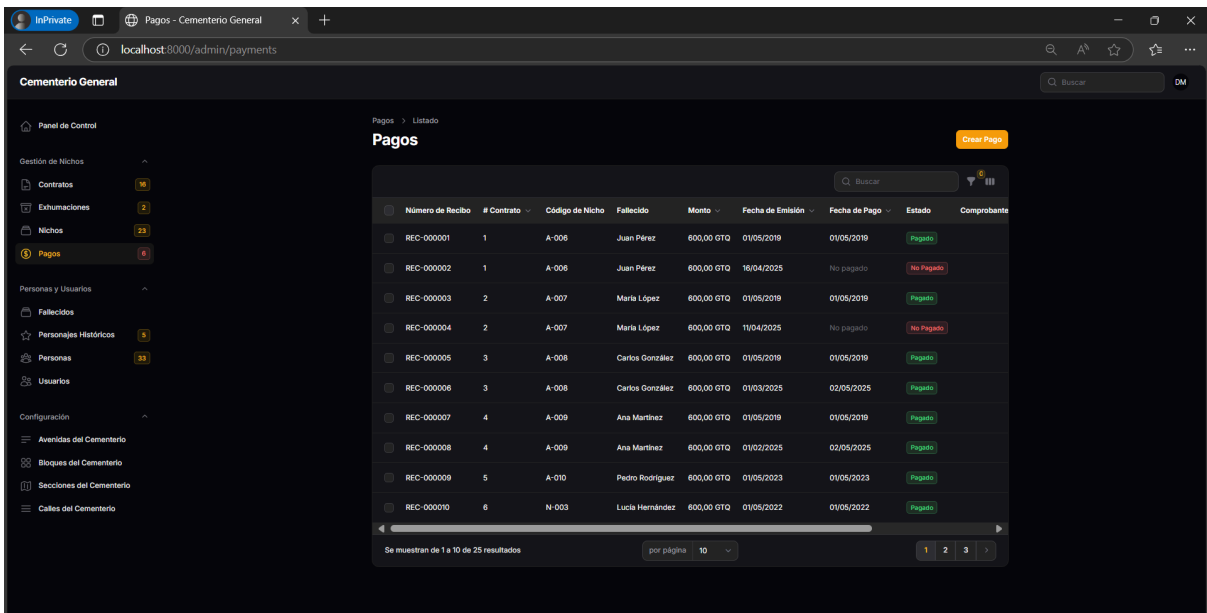 InPrivate
Pagos - Cementerio General
localhost:8000/admin/payments
Cementerio General
Buscar
DM
Panel de Control
Gestión de Nichos
Contratos 16
Exhumaciones 2
Nichos 23
Pagos 6
Personas y Usuarios
Fallecidos
Personajes Históricos 5
Personas 33
Usuarios
Configuración
Avenidas del Cementerio
Bloques del Cementerio
Secciones del Cementerio
Calles del Cementerio
Pagos > Listado
Pagos
Crear Pago
Buscar
0
Número de Recibo # Contrato Código de Nicho Fallecido Monto Fecha de Emisión Fecha de Pago Estado Comprobante
REC-000001 1 A-006 Juan Pérez 600,00 GTQ 01/05/2019 01/05/2019 Pagado
REC-000002 1 A-006 Juan Pérez 600,00 GTQ 16/04/2025 No pagado No Pagado
REC-000003 2 A-007 María López 600,00 GTQ 01/05/2019 01/05/2019 Pagado
REC-000004 2 A-007 María López 600,00 GTQ 11/04/2025 No pagado No Pagado
REC-000005 3 A-008 Carlos González 600,00 GTQ 01/05/2019 01/05/2019 Pagado
REC-000006 3 A-008 Carlos González 600,00 GTQ 01/03/2025 02/05/2025 Pagado
REC-000007 4 A-009 Ana Martínez 600,00 GTQ 01/05/2019 01/05/2019 Pagado
REC-000008 4 A-009 Ana Martínez 600,00 GTQ 01/02/2025 02/05/2025 Pagado
REC-000009 5 A-010 Pedro Rodríguez 600,00 GTQ 01/05/2023 01/05/2023 Pagado
REC-000010 6 N-003 Lucía Hernández 600,00 GTQ 01/05/2022 01/05/2022 Pagado
Se muestran de 1 a 10 de 25 resultados
por página 10
1 2 3